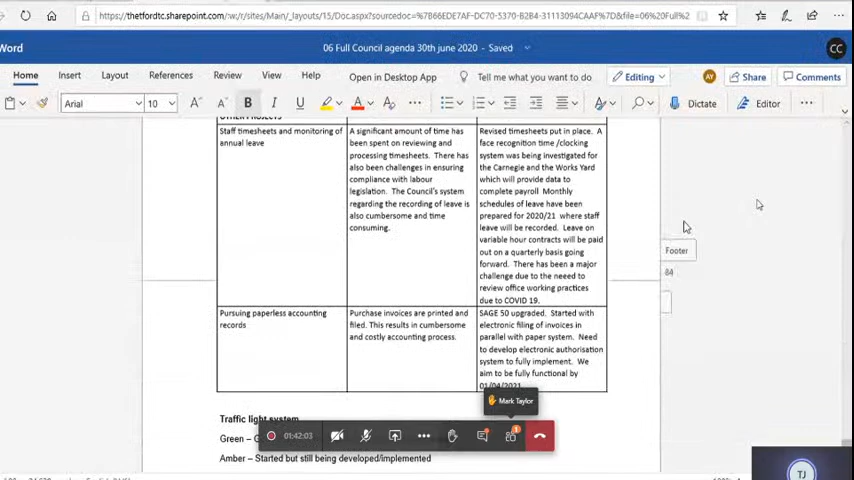 https://thetfordtc.sharepoint.com/:w:/r/sites/Main/_layouts/15/Doc.aspx?sourcedoc=%7B66EDE7AF-DC70-5370-B2B4-31113094CAAF%7D&file=06%20Full%2
Word
06 Full Council agenda 30th june 2020 - Saved
CC
Home Insert Layout References Review View Help Open in Desktop App Tell me what you want to do Editing AY Share Comments
Arial 10 B I U Dictate Editor
OTHER PROJECTS
Staff timesheets and monitoring of
annual leave
A significant amount of time has
been spent on reviewing and
processing timesheets. There has
also been challenges in ensuring
compliance with labour
legislation. The Council's system
regarding the recording of leave is
also cumbersome and time
consuming.
Revised timesheets put in place. A
face recognition time /clocking
system was being investigated for
the Carnegie and the Works Yard
which will provide data to
complete payroll Monthly
schedules of leave have been
prepared for 2020/21 where staff
leave will be recorded. Leave on
variable hour contracts will be paid
out on a quarterly basis going
forward. There has been a major
challenge due to the need to
review office working practices
due to COVID 19.
Footer
84
Pursuing paperless accounting
records
Purchase invoices are printed and
filed. This results in cumbersome
and costly accounting process.
SAGE 50 upgraded. Started with
electronic filing of invoices in
parallel with paper system. Need
to develop electronic authorisation
system to fully implement. We
aim to be fully functional by
01/04/2021
Mark Taylor
Traffic light system
Green –
01:42:03
Amber – Started but still being developed/implemented
TJ